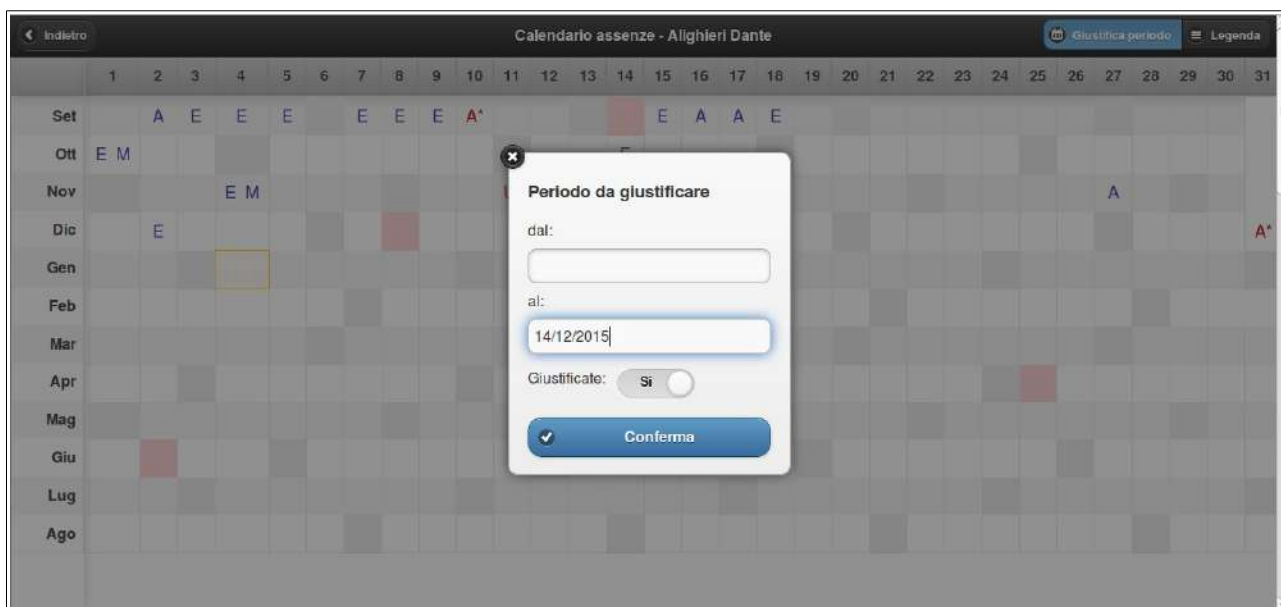 Indietro Calendario assenze - Alighieri Dante Giustifica periodo Legenda
1 2 3 4 5 6 7 8 9 10 11 12 13 14 15 16 17 18 19 20 21 22 23 24 25 26 27 28 29 30 31
Set A E E E E E E A* E A A E
Ott E M
Nov E M A
Dic E A*
Gen
Feb
Mar
Apr
Mag
Giu
Lug
Ago
Periodo da giustificare
dal:
al:
14/12/2015
Giustificate: Si
Conferma